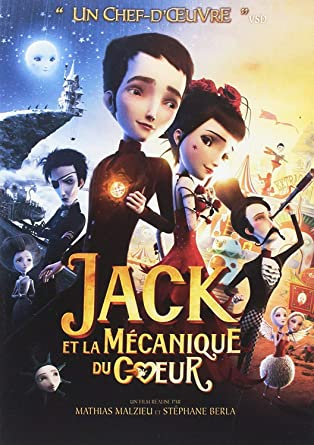 " UN CHEF-D'ŒUVRE " VSD
JACK
ET LA MÉCANIQUE
DU CŒUR
UN FILM RÉALISÉ PAR
MATHIAS MALZIEU ET STÉPHANE BERLA